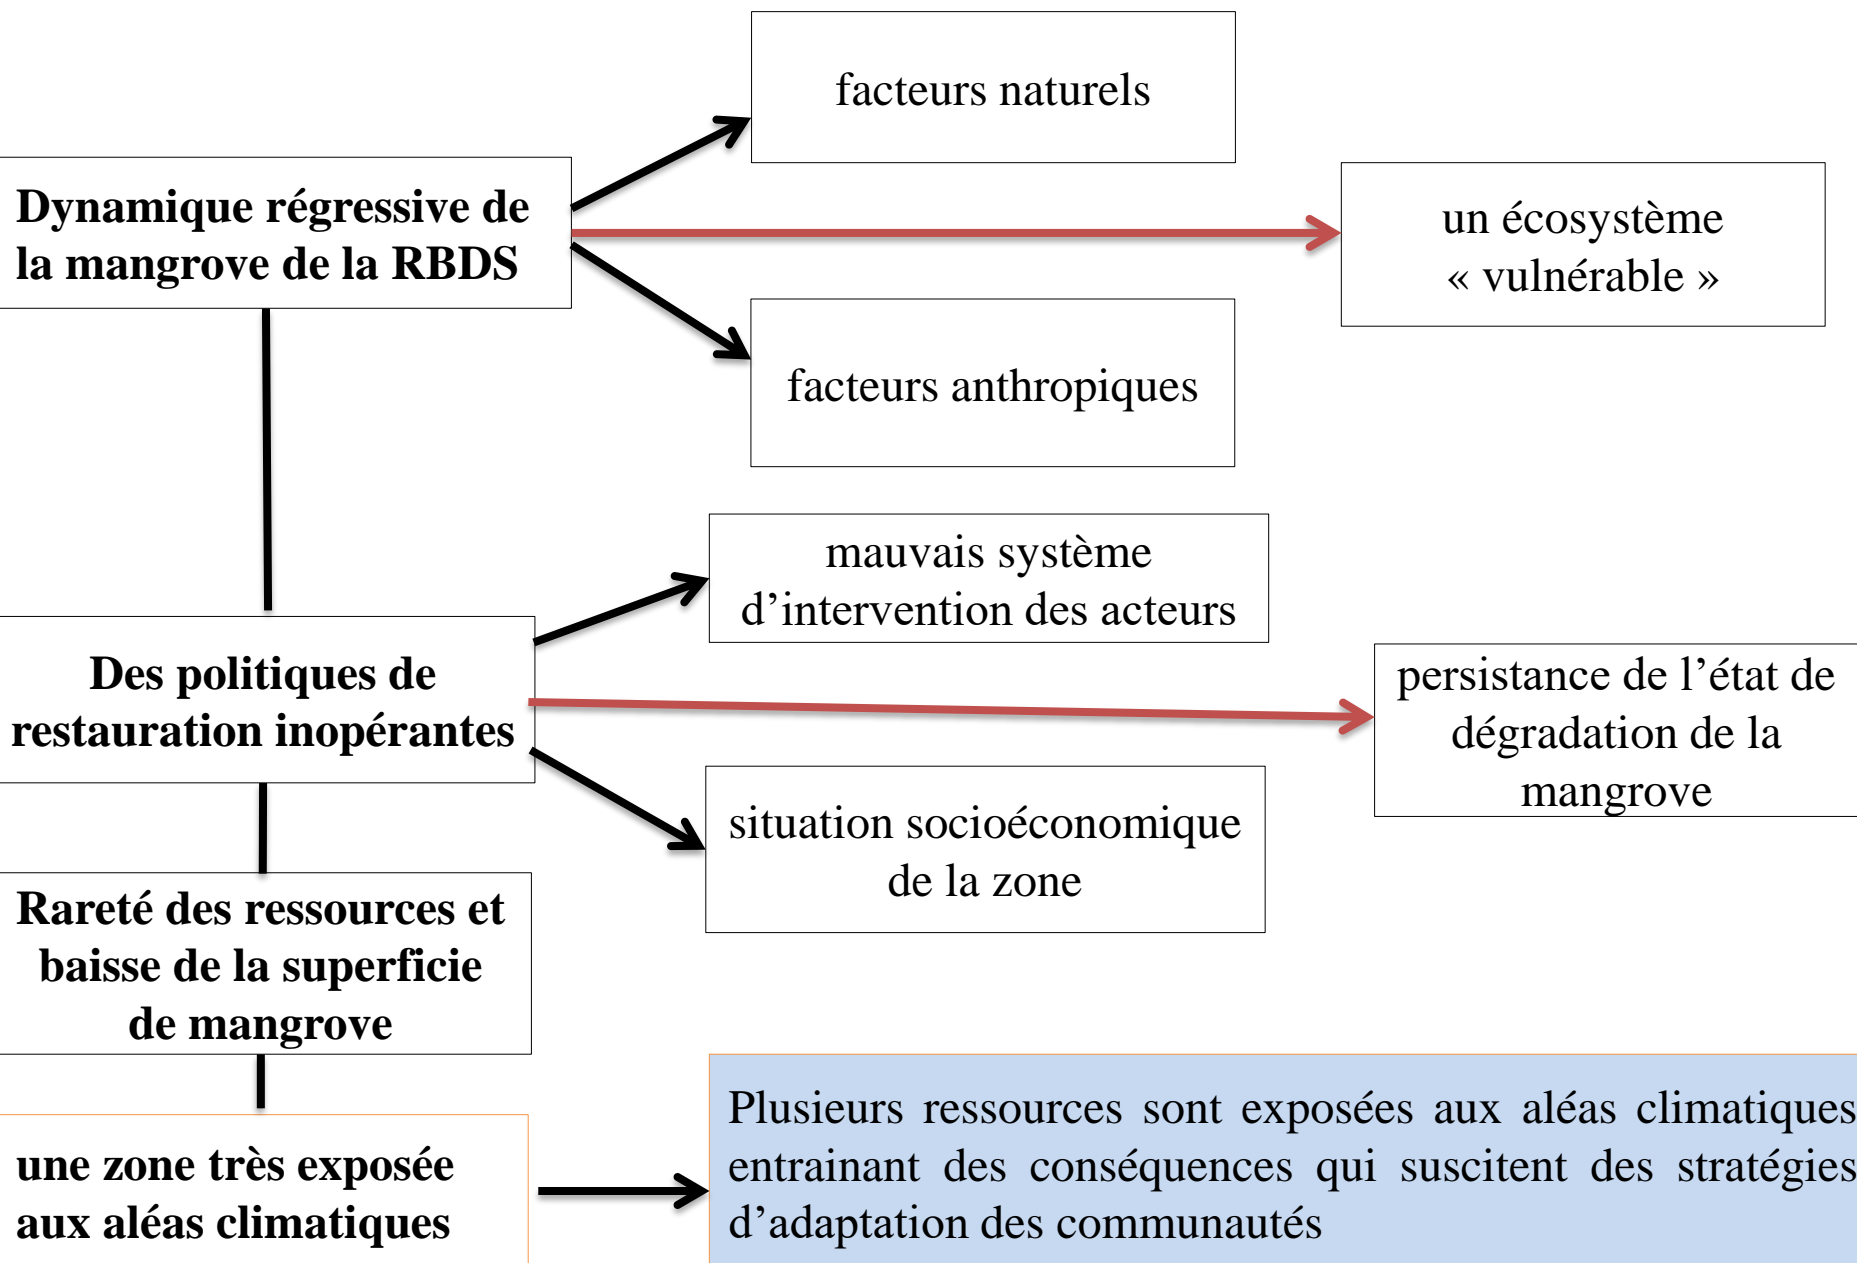 facteurs naturels
Dynamique régressive de
la mangrove de la RBDS
un écosystème
« vulnérable »
facteurs anthropiques
mauvais système
d’intervention des acteurs
Des politiques de
restauration inopérantes
persistance de l’état de
dégradation de la
mangrove
situation socioéconomique
de la zone
Rareté des ressources et
baisse de la superficie
de mangrove
une zone très exposée
aux aléas climatiques
Plusieurs ressources sont exposées aux aléas climatiques
entrainant des conséquences qui suscitent des stratégies
d’adaptation des communautés